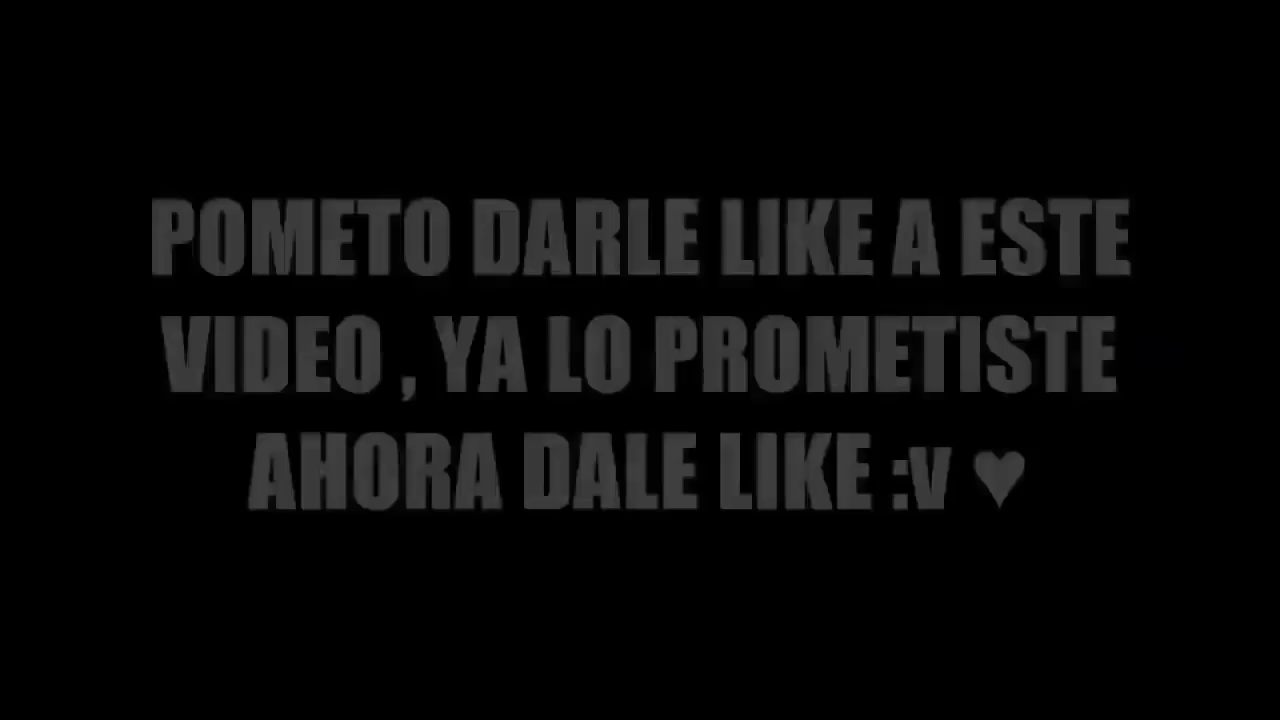 POMETO DARLE LIKE A ESTE
VIDEO , YA LO PROMETISTE
AHORA DALE LIKE :v ♥